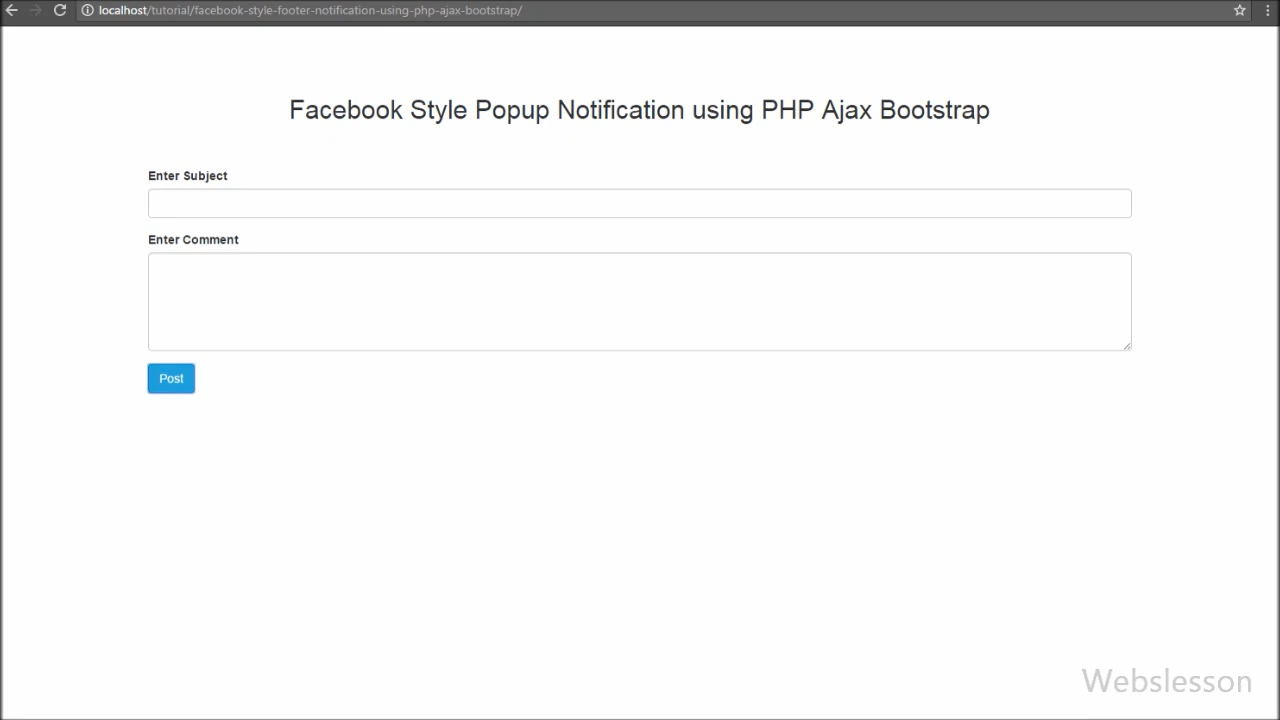 localhost/tutorial/facebook-style-footer-notification-using-php-ajax-bootstrap/
Facebook Style Popup Notification using PHP Ajax Bootstrap
Enter Subject
Enter Comment
Post
Webslesson